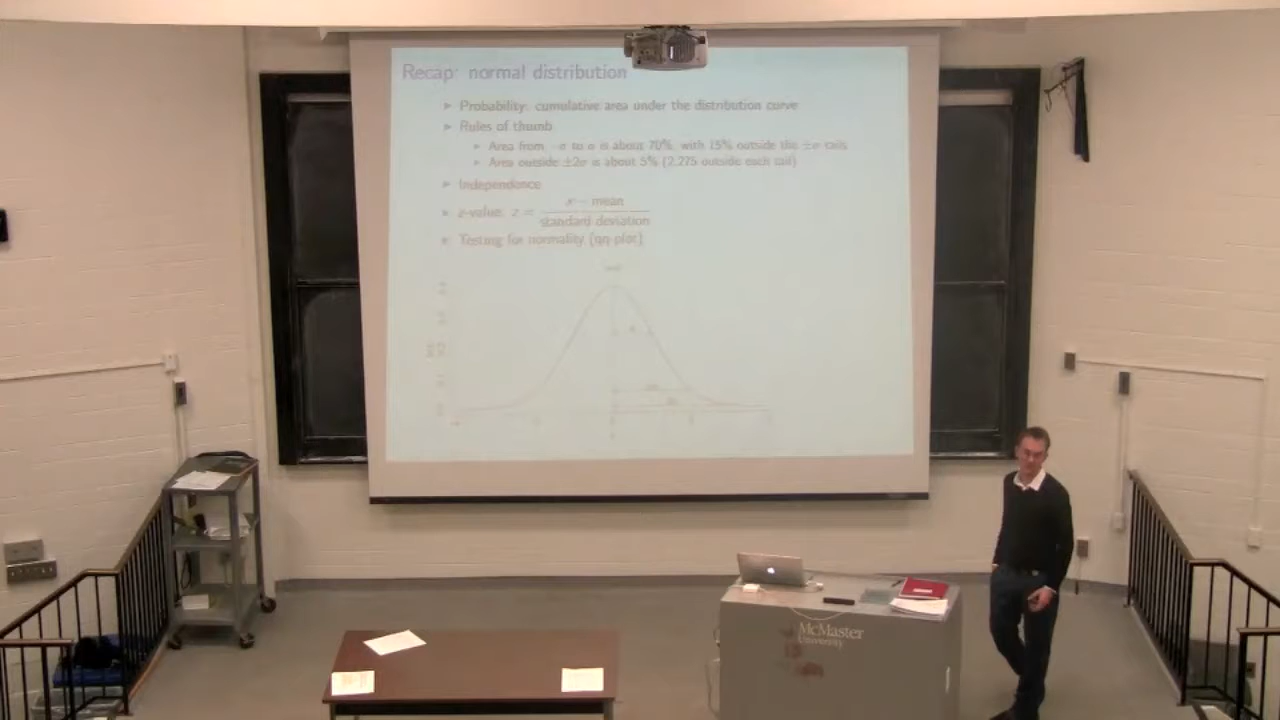 Recap: normal distribution
▶ Probability: cumulative area under the distribution curve
▶ Rules of thumb
▶ Area from −σ to σ is about 70%, with 15% outside the ±σ tails
▶ Area outside ±2σ is about 5% (2.275 outside each tail)
▶ Independence
▶ z-value: z = x − mean / standard deviation
▶ Testing for normality (qq-plot)
McMaster
University